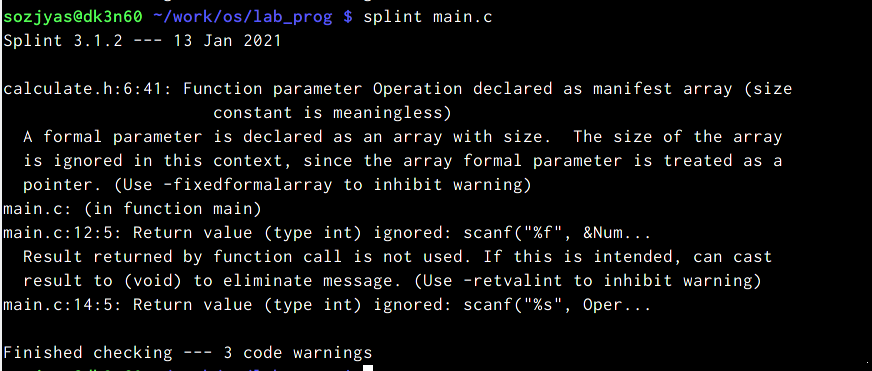 sozjyas@dk3n60 ~/work/os/lab_prog $ splint main.c
Splint 3.1.2 --- 13 Jan 2021
calculate.h:6:41: Function parameter Operation declared as manifest array (size
constant is meaningless)
A formal parameter is declared as an array with size.  The size of the array
is ignored in this context, since the array formal parameter is treated as a
pointer. (Use -fixedformalarray to inhibit warning)
main.c: (in function main)
main.c:12:5: Return value (type int) ignored: scanf("%f", &Num...
Result returned by function call is not used. If this is intended, can cast
result to (void) to eliminate message. (Use -retvalint to inhibit warning)
main.c:14:5: Return value (type int) ignored: scanf("%s", Oper...
Finished checking --- 3 code warnings